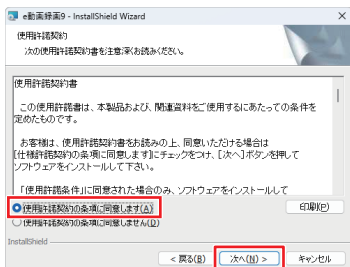 e動画録画9 - InstallShield Wizard
使用許諾契約
次の使用許諾契約書を注意深くお読みください。
使用許諾契約書
この使用許諾書は、本製品および、関連資料をご使用するにあたっての条件を
定めたものです。
お客様は、使用許諾契約書をお読みの上、同意いただける場合は
[仕様許諾契約の条項に同意します]にチェックをつけ、[次へ]ボタンを押して
ソフトウェアをインストールして下さい。
「使用許諾条件」に同意された場合のみ、ソフトウェアをインストールして
使用許諾契約の条項に同意します(A)
使用許諾契約の条項に同意しません(D)
印刷(P)
InstallShield
< 戻る(B)
次へ(N) >
キャンセル